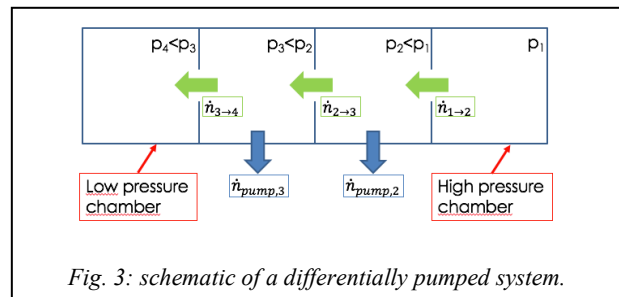 p₄<p₃ p₃<p₂ p₂<p₁ p₁
ṅ₃→₄ ṅ₂→₃ ṅ₁→₂
Low pressure
chamber
ṅpump,3 ṅpump,2
High pressure
chamber
Fig. 3: schematic of a differentially pumped system.